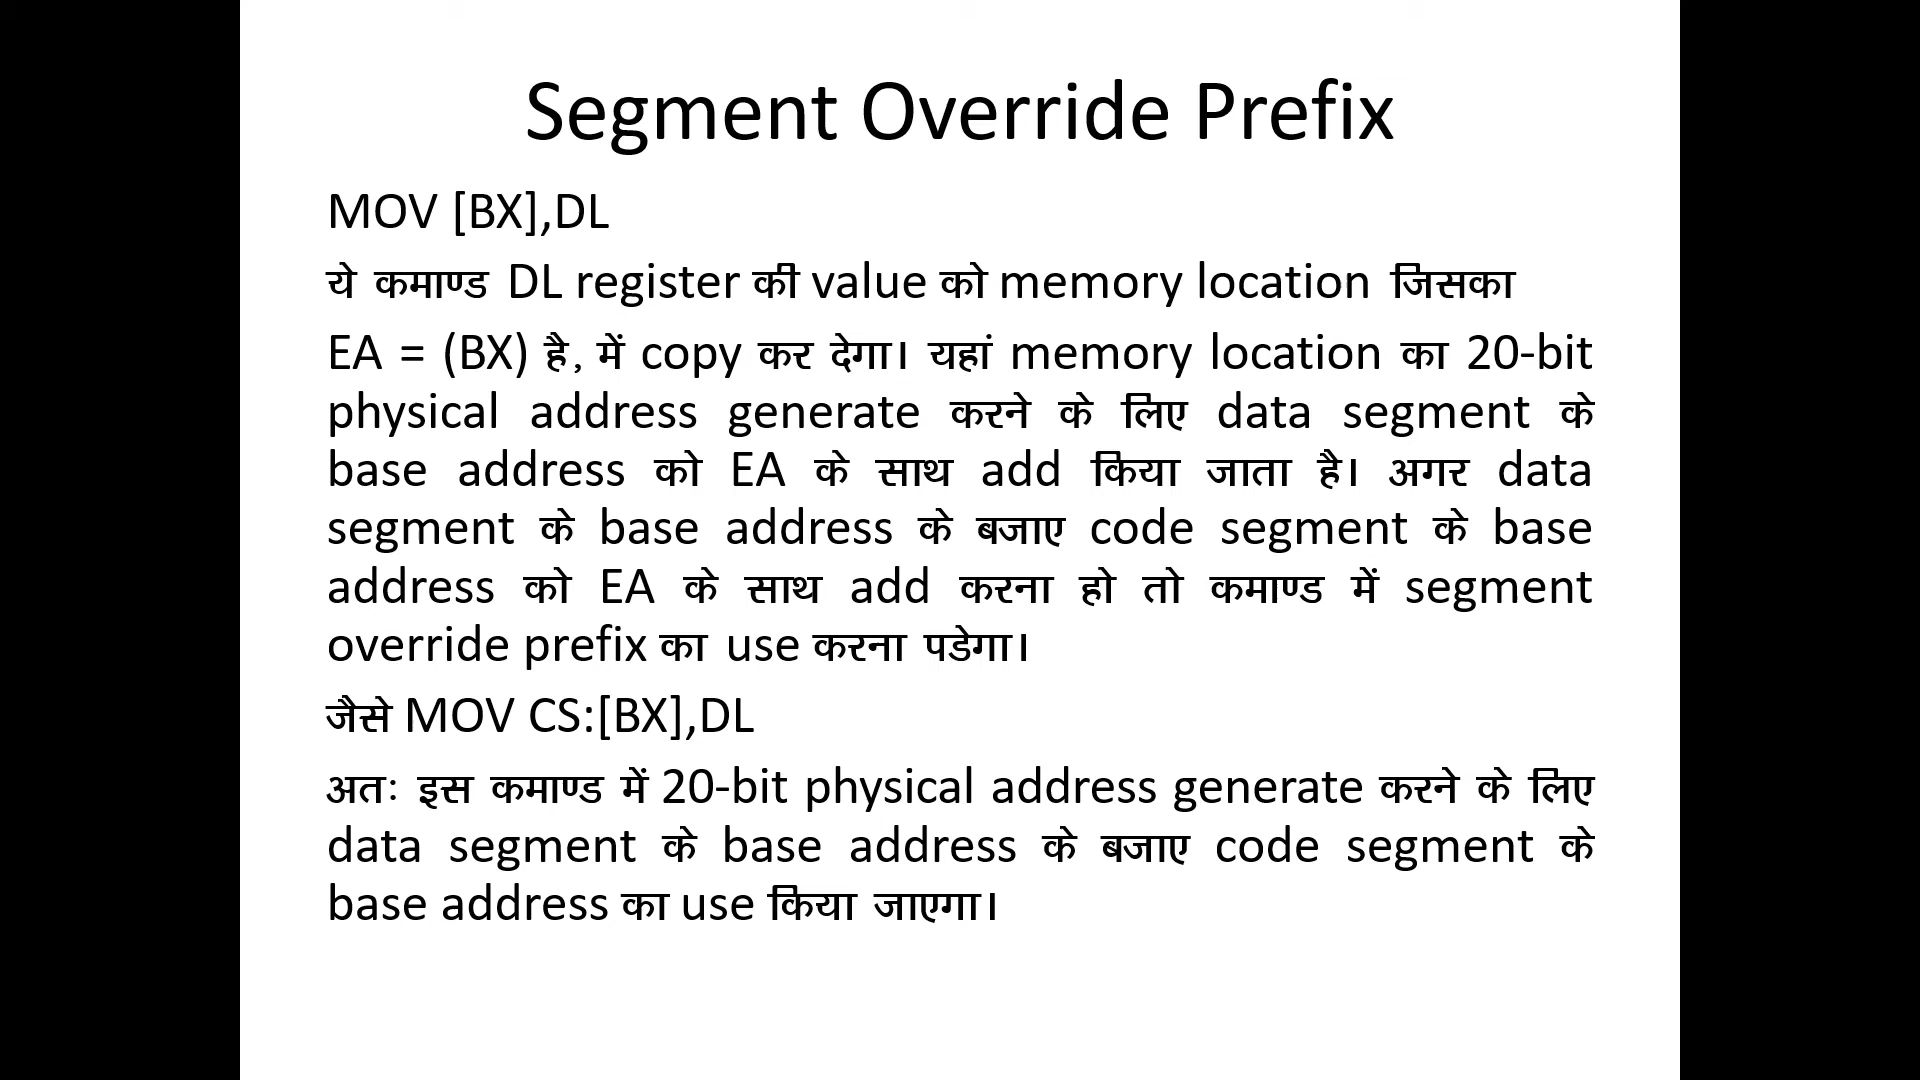 Segment Override Prefix
MOV [BX],DL
ये कमाण्ड DL register की value को memory location जिसका
EA = (BX) है, में copy कर देगा। यहां memory location का 20-bit
physical address generate करने के लिए data segment के
base address को EA के साथ add किया जाता है। अगर data
segment के base address के बजाए code segment के base
address को EA के साथ add करना हो तो कमाण्ड में segment
override prefix का use करना पडेगा।
जैसे MOV CS:[BX],DL
अतः इस कमाण्ड में 20-bit physical address generate करने के लिए
data segment के base address के बजाए code segment के
base address का use किया जाएगा।